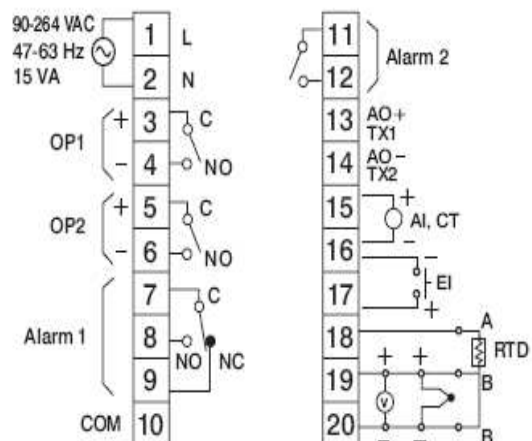 90-264 VAC
47-63 Hz
15 VA
1 L
2 N
OP1
+ 3 C
− 4 NO
OP2
+ 5 C
− 6 NO
Alarm 1
7 C
8 NO NC
9
COM 10
11
12
Alarm 2
13 AO+
TX1
14 AO−
TX2
15 +
AI, CT
16 − −
EI
17 +
18 A
RTD
19 + + B
V
20 − − B